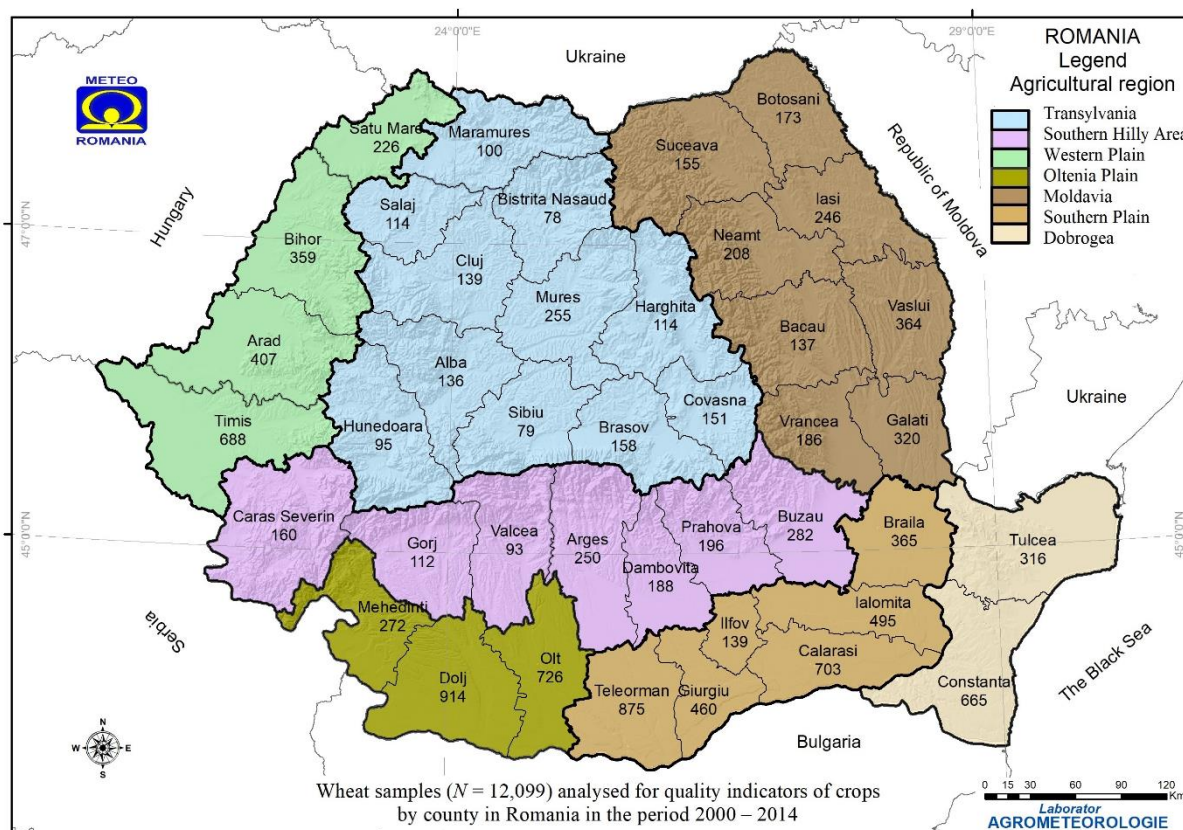 24°0'0"E
29°0'0"E
Ukraine
ROMANIA
Legend
Agricultural region
Transylvania
Southern Hilly Area
Western Plain
Oltenia Plain
Moldavia
Southern Plain
Dobrogea
METEO
ROMANIA
Botosani
173
Satu Mare
226
Maramures
100
Suceava
155
Republic of Moldova
Hungary
47°0'0"N
47°0'0"N
Salaj
114
Bistrita Nasaud
78
Iasi
246
Bihor
359
Cluj
139
Neamt
208
Mures
255
Harghita
114
Vaslui
364
Arad
407
Bacau
137
Alba
136
Covasna
151
Ukraine
Timis
688
Hunedoara
95
Sibiu
79
Brasov
158
Vrancea
186
Galati
320
Caras Severin
160
Gorj
112
Valcea
93
Arges
250
Dambovita
188
Prahova
196
Buzau
282
Braila
365
Tulcea
316
45°0'0"N
45°0'0"N
Serbia
Mehedinti
272
Olt
726
Ilfov
139
Ialomita
495
Dolj
914
Teleorman
875
Giurgiu
460
Calarasi
703
Constanta
665
The Black Sea
Bulgaria
N
W
E
S
Wheat samples (N = 12,099) analysed for quality indicators of crops
by county in Romania in the period 2000 – 2014
0 15 30 60 90 120
Km
Laborator
AGROMETEOROLOGIE